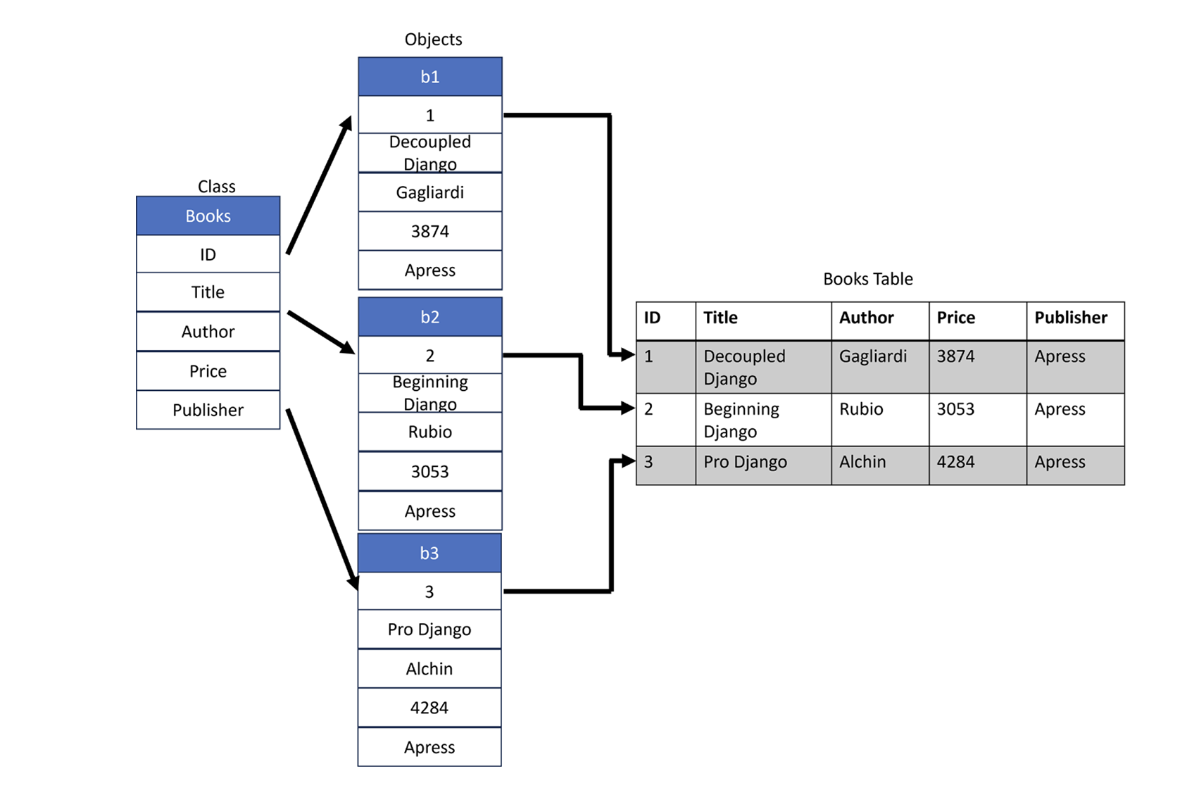 Objects
b1
1
Decoupled
Django
Gagliardi
3874
Apress
Class
Books
ID
Title
Author
Price
Publisher
b2
2
Beginning
Django
Rubio
3053
Apress
b3
3
Pro Django
Alchin
4284
Apress
Books Table
ID Title Author Price Publisher
1 Decoupled Gagliardi 3874 Apress
Django
2 Beginning Rubio 3053 Apress
Django
3 Pro Django Alchin 4284 Apress